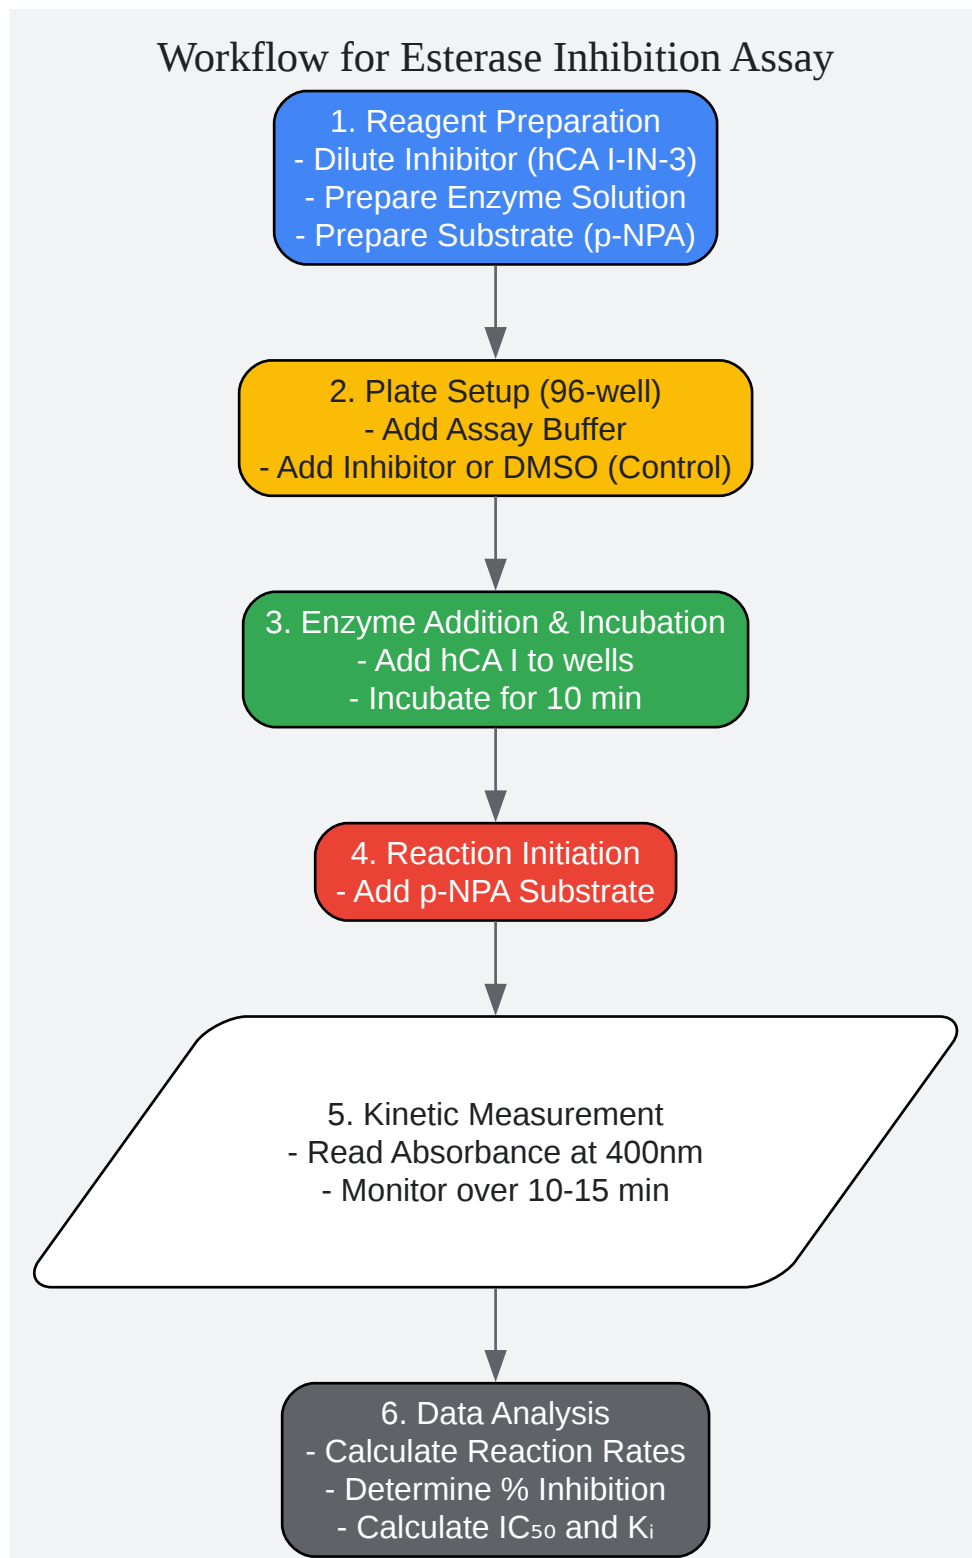 Workflow for Esterase Inhibition Assay
1. Reagent Preparation
- Dilute Inhibitor (hCA I-IN-3)
- Prepare Enzyme Solution
- Prepare Substrate (p-NPA)
2. Plate Setup (96-well)
- Add Assay Buffer
- Add Inhibitor or DMSO (Control)
3. Enzyme Addition & Incubation
- Add hCA I to wells
- Incubate for 10 min
4. Reaction Initiation
- Add p-NPA Substrate
5. Kinetic Measurement
- Read Absorbance at 400nm
- Monitor over 10-15 min
6. Data Analysis
- Calculate Reaction Rates
- Determine % Inhibition
- Calculate IC₅₀ and Kᵢ